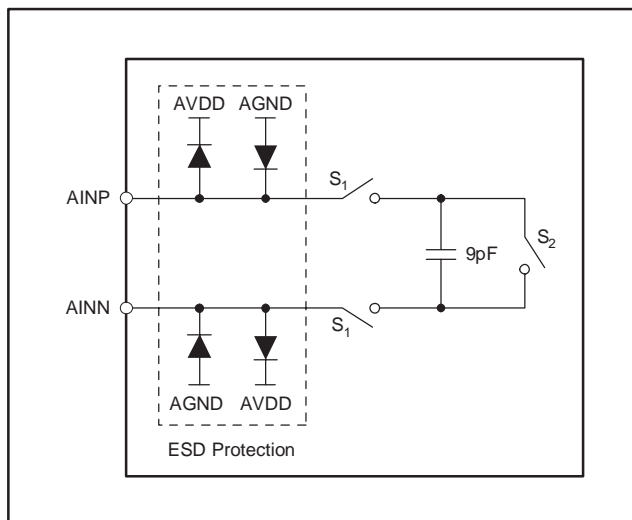 AVDD AGND
S1
AINP
S2
9pF
AINN
S1
AGND AVDD
ESD Protection